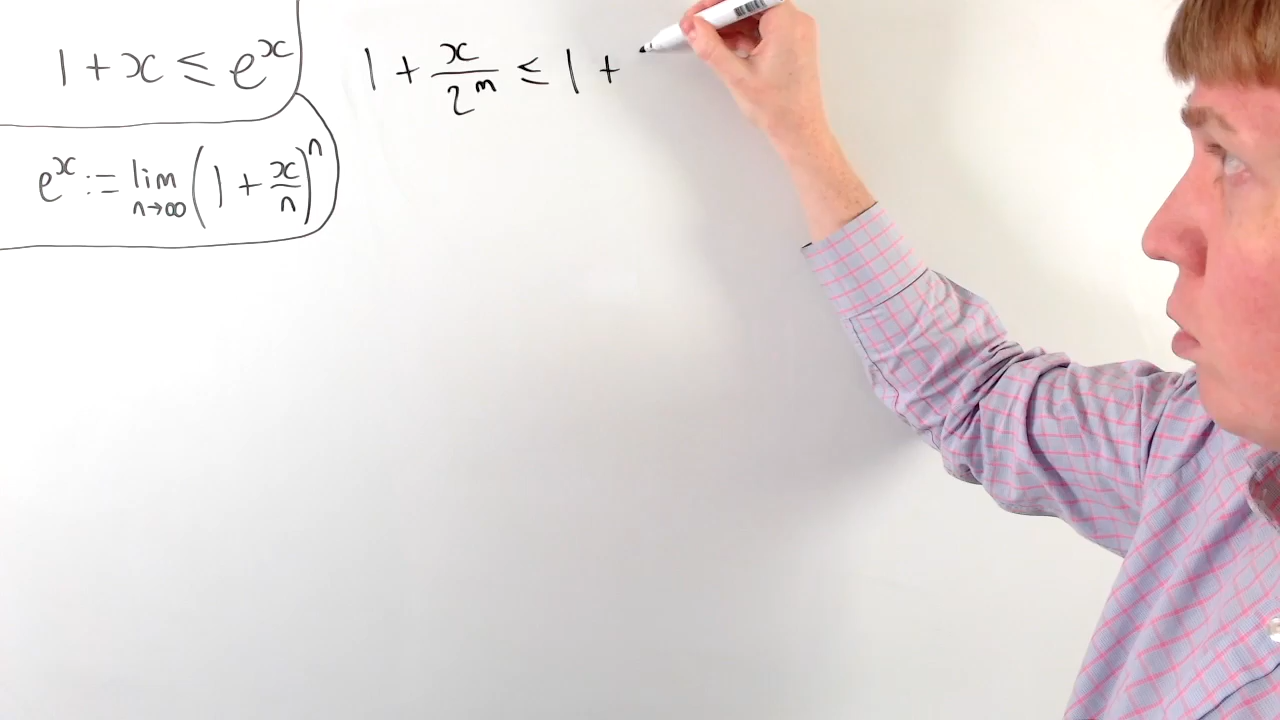 1 + x ≤ e^x
1 + x/2^m ≤ 1 +
e^x := lim_{n→∞} (1 + x/n)^n